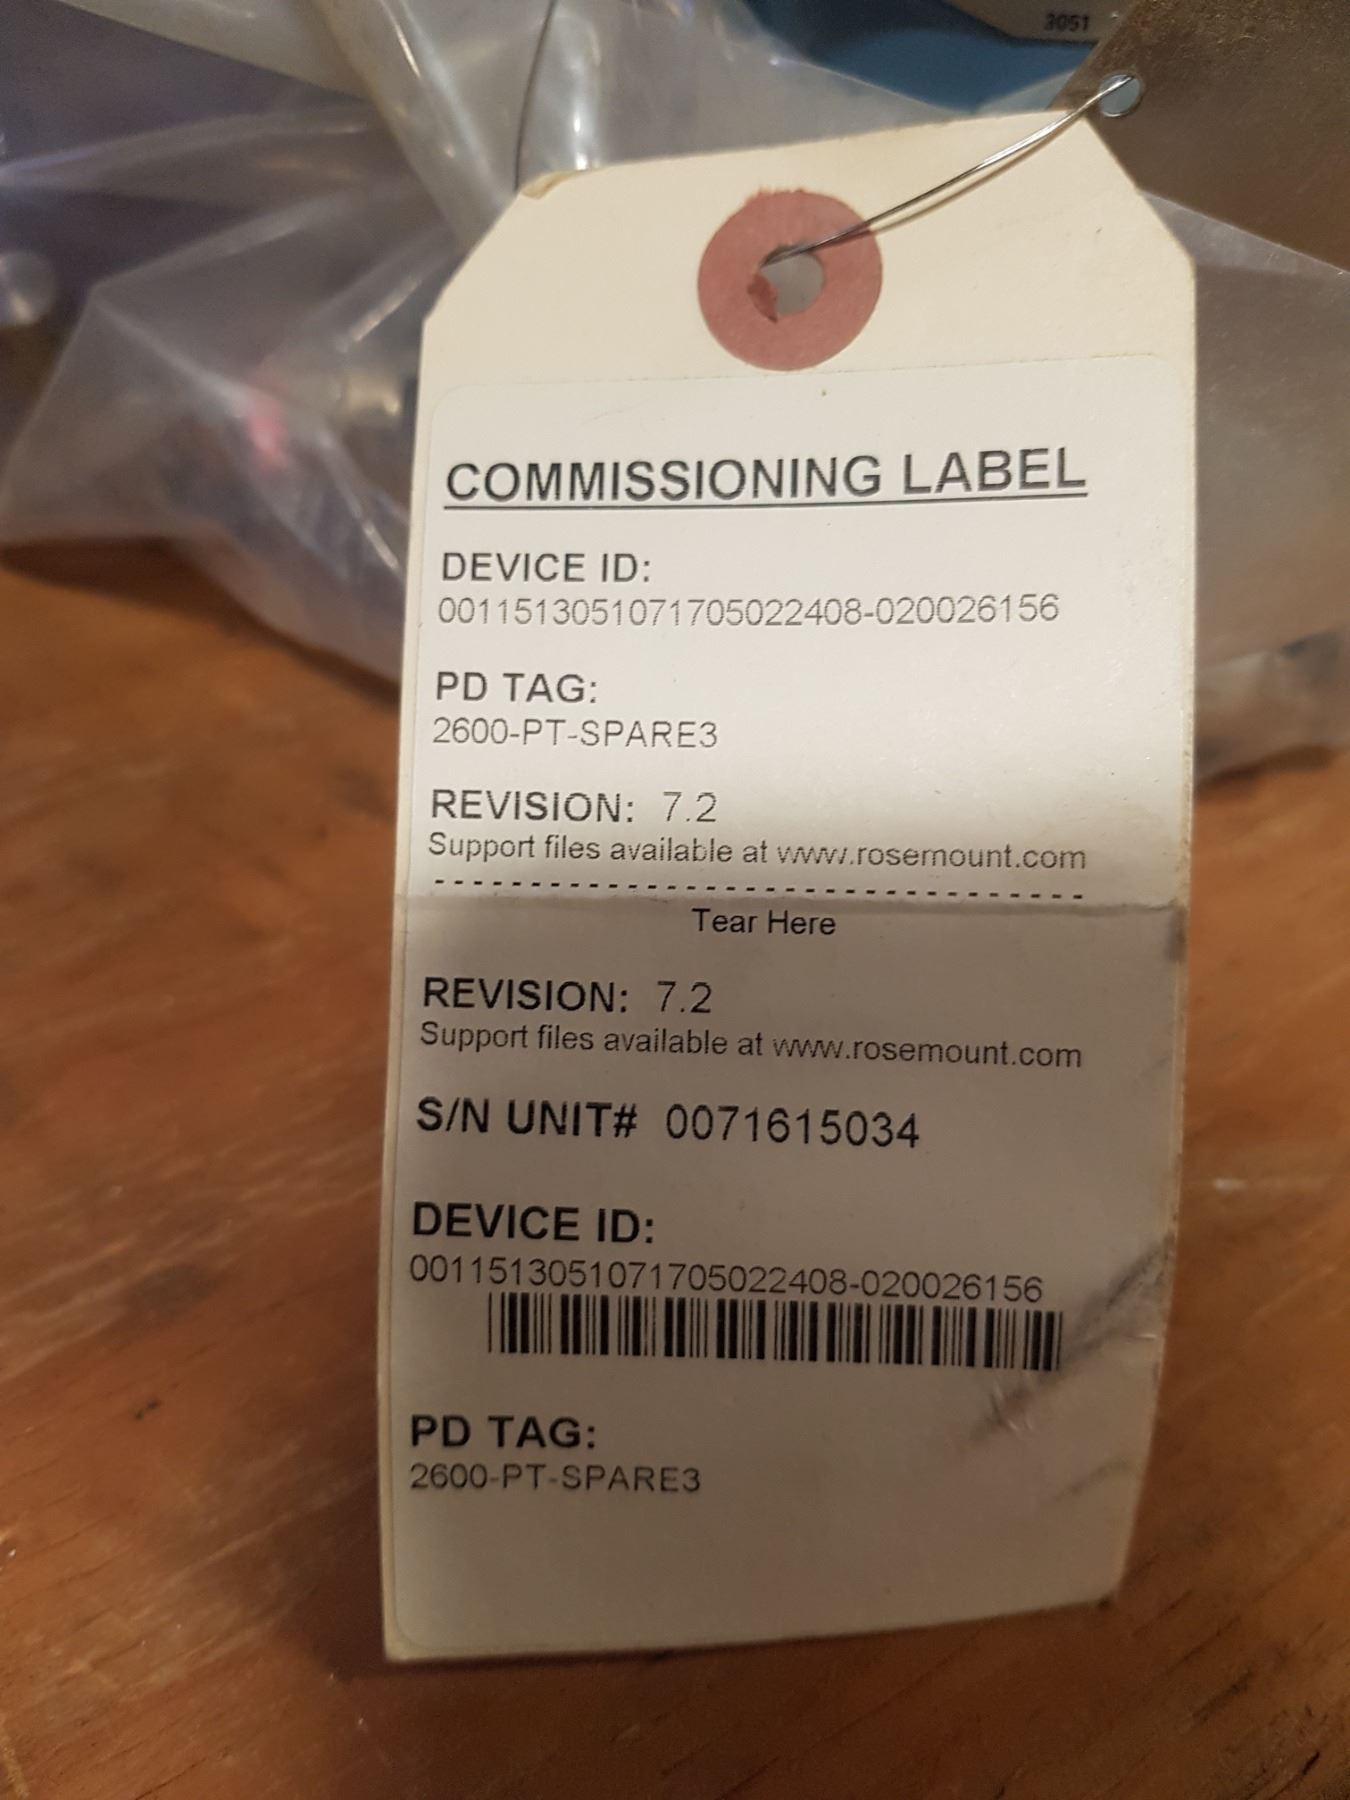 3051
COMMISSIONING LABEL
DEVICE ID:
0011513051071705022408-020026156
PD TAG:
2600-PT-SPARE3
REVISION: 7.2
Support files available at www.rosemount.com
Tear Here
REVISION: 7.2
Support files available at www.rosemount.com
S/N UNIT# 0071615034
DEVICE ID:
0011513051071705022408-020026156
PD TAG:
2600-PT-SPARE3